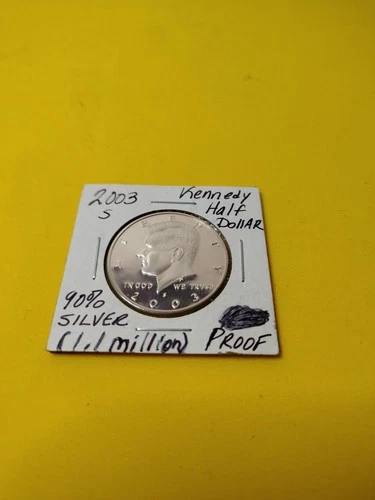 2003
S
Kennedy
Half
DollAR
LIBERTY
IN GOD WE TRUST
S
2003
90%
SILVER
(1.1 million)
PROOF